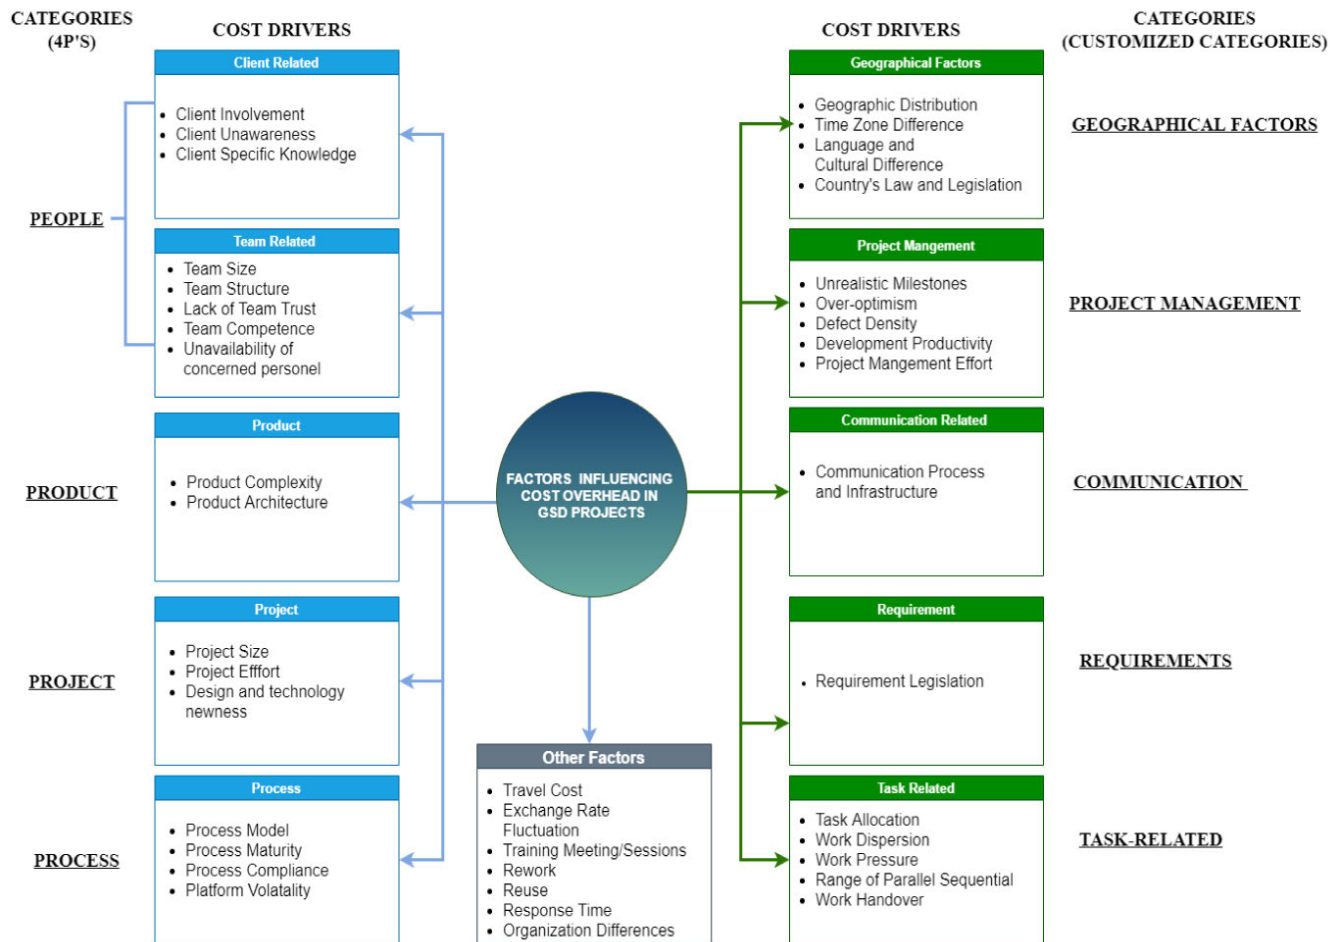 CATEGORIES
(4P'S)
COST DRIVERS
Client Related
• Client Involvement
• Client Unawareness
• Client Specific Knowledge
PEOPLE
Team Related
• Team Size
• Team Structure
• Lack of Team Trust
• Team Competence
• Unavailability of
concerned personel
Product
• Product Complexity
• Product Architecture
PRODUCT
Project
• Project Size
• Project Efffort
• Design and technology
newness
PROJECT
Process
• Process Model
• Process Maturity
• Process Compliance
• Platform Volatality
PROCESS
FACTORS INFLUENCING
COST OVERHEAD IN
GSD PROJECTS
Other Factors
• Travel Cost
• Exchange Rate
Fluctuation
• Training Meeting/Sessions
• Rework
• Reuse
• Response Time
• Organization Differences
COST DRIVERS
CATEGORIES
(CUSTOMIZED CATEGORIES)
Geographical Factors
• Geographic Distribution
• Time Zone Difference
• Language and
Cultural Difference
• Country's Law and Legislation
GEOGRAPHICAL FACTORS
Project Mangement
• Unrealistic Milestones
• Over-optimism
• Defect Density
• Development Productivity
• Project Mangement Effort
PROJECT MANAGEMENT
Communication Related
• Communication Process
and Infrastructure
COMMUNICATION
Requirement
• Requirement Legislation
REQUIREMENTS
Task Related
• Task Allocation
• Work Dispersion
• Work Pressure
• Range of Parallel Sequential
• Work Handover
TASK-RELATED